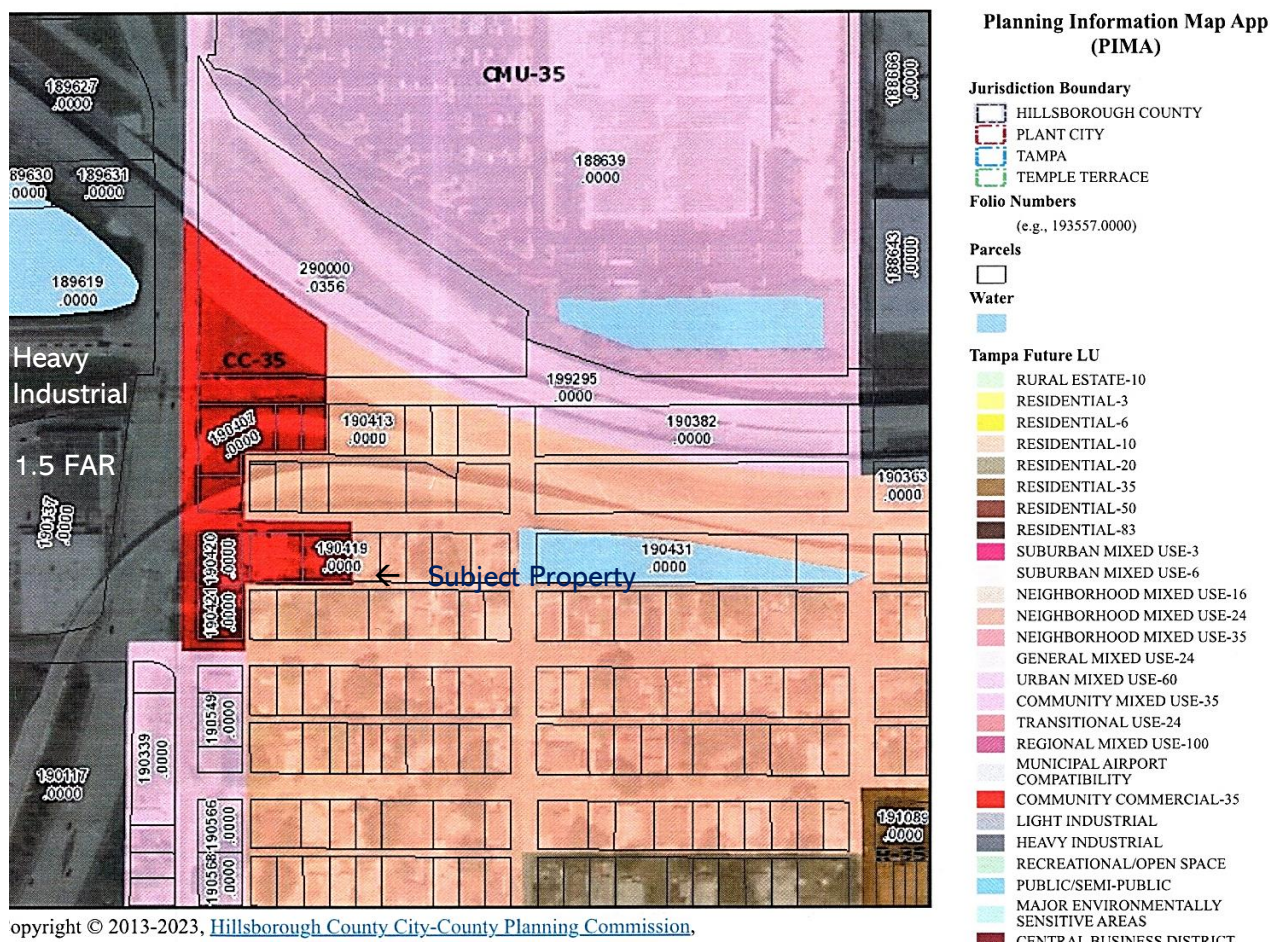 189627
.0000
89630
.0000
189631
.0000
189619
.0000
Heavy
Industrial
1.5 FAR
190137
.0000
190117
.0000
CMU-35
188639
.0000
188666
.0000
188643
.0000
290000
.0356
CC-35
199295
.0000
190407
.0000
190413
.0000
190382
.0000
190363
.0000
190420
.0000
190419
.0000
190431
.0000
← Subject Property
190421
.0000
190549
.0000
190339
.0000
190566
.0000
190568
.0000
191089
.0000
R-35
opyright © 2013-2023, Hillsborough County City-County Planning Commission,
Planning Information Map App
(PIMA)
Jurisdiction Boundary
HILLSBOROUGH COUNTY
PLANT CITY
TAMPA
TEMPLE TERRACE
Folio Numbers
(e.g., 193557.0000)
Parcels
Water
Tampa Future LU
RURAL ESTATE-10
RESIDENTIAL-3
RESIDENTIAL-6
RESIDENTIAL-10
RESIDENTIAL-20
RESIDENTIAL-35
RESIDENTIAL-50
RESIDENTIAL-83
SUBURBAN MIXED USE-3
SUBURBAN MIXED USE-6
NEIGHBORHOOD MIXED USE-16
NEIGHBORHOOD MIXED USE-24
NEIGHBORHOOD MIXED USE-35
GENERAL MIXED USE-24
URBAN MIXED USE-60
COMMUNITY MIXED USE-35
TRANSITIONAL USE-24
REGIONAL MIXED USE-100
MUNICIPAL AIRPORT
COMPATIBILITY
COMMUNITY COMMERCIAL-35
LIGHT INDUSTRIAL
HEAVY INDUSTRIAL
RECREATIONAL/OPEN SPACE
PUBLIC/SEMI-PUBLIC
MAJOR ENVIRONMENTALLY
SENSITIVE AREAS
CENTRAL BUSINESS DISTRICT